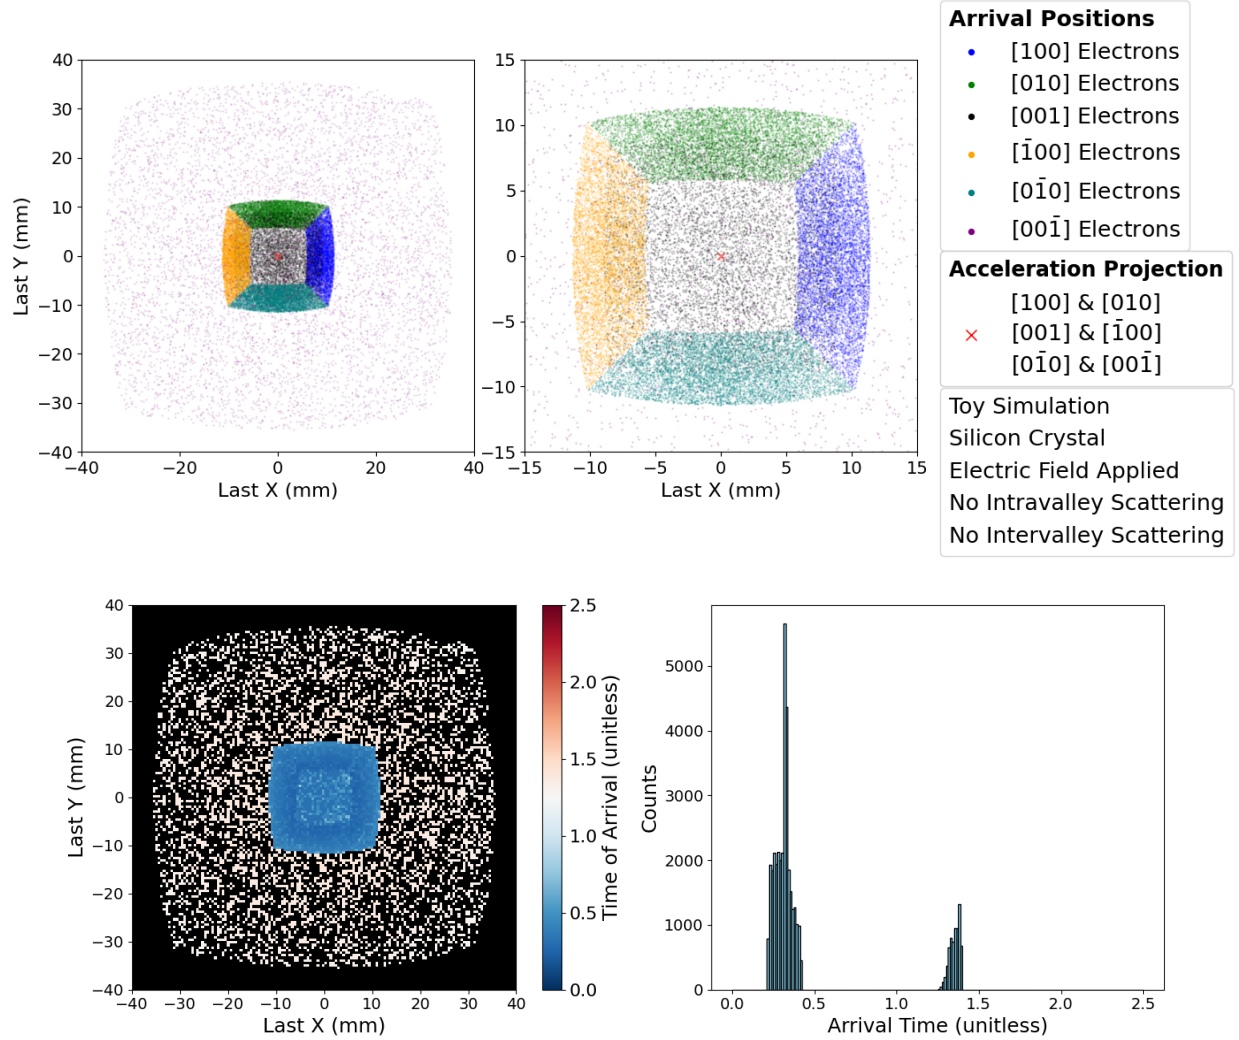 Arrival Positions
[100] Electrons
[010] Electrons
[001] Electrons
[1̄00] Electrons
[01̄0] Electrons
[001̄] Electrons
Acceleration Projection
[100] & [010]
[001] & [1̄00]
[01̄0] & [001̄]
Toy Simulation
Silicon Crystal
Electric Field Applied
No Intravalley Scattering
No Intervalley Scattering
40
30
20
10
0
−10
−20
−30
−40
−40
−20
0
20
40
Last X (mm)
Last Y (mm)
15
10
5
0
−5
−10
−15
−15
−10
−5
0
5
10
15
Last X (mm)
40
30
20
10
0
−10
−20
−30
−40
−40
−30
−20
−10
0
10
20
30
40
Last X (mm)
Last Y (mm)
2.5
2.0
1.5
1.0
0.5
0.0
Time of Arrival (unitless)
5000
4000
3000
2000
1000
0
0.0
0.5
1.0
1.5
2.0
2.5
Arrival Time (unitless)
Counts